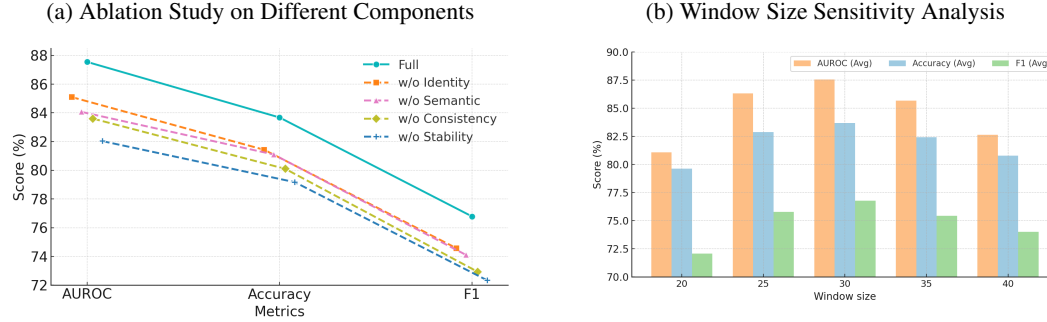 (a) Ablation Study on Different Components
88
86
84
82
80
78
76
74
72
Score (%)
Full
w/o Identity
w/o Semantic
w/o Consistency
w/o Stability
AUROC
Accuracy
F1
Metrics
(b) Window Size Sensitivity Analysis
90.0
87.5
85.0
82.5
80.0
77.5
75.0
72.5
70.0
Score (%)
AUROC (Avg)
Accuracy (Avg)
F1 (Avg
20
25
30
35
40
Window size